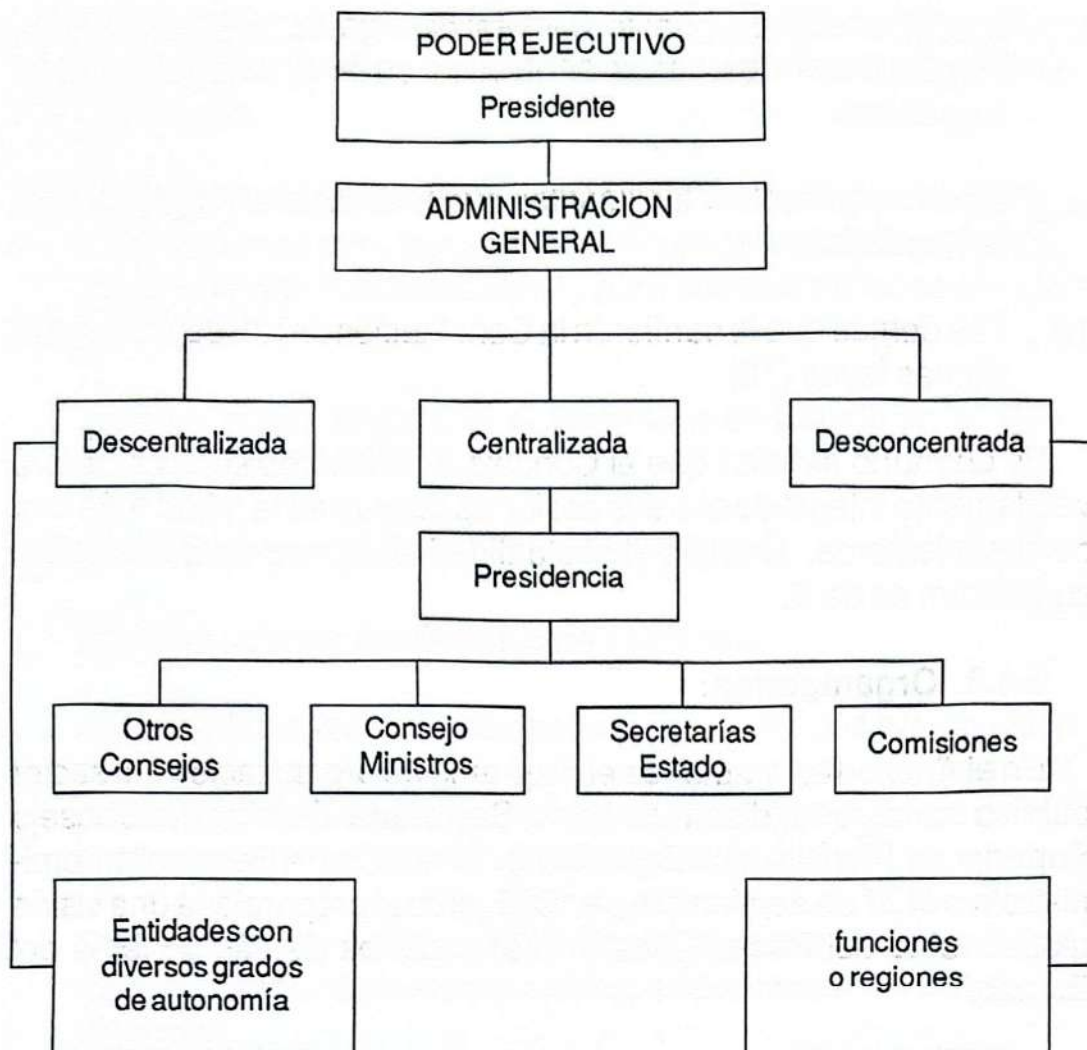 PODER EJECUTIVO
Presidente
ADMINISTRACION
GENERAL
Descentralizada
Centralizada
Desconcentrada
Presidencia
Otros
Consejos
Consejo
Ministros
Secretarías
Estado
Comisiones
Entidades con
diversos grados
de autonomía
funciones
o regiones